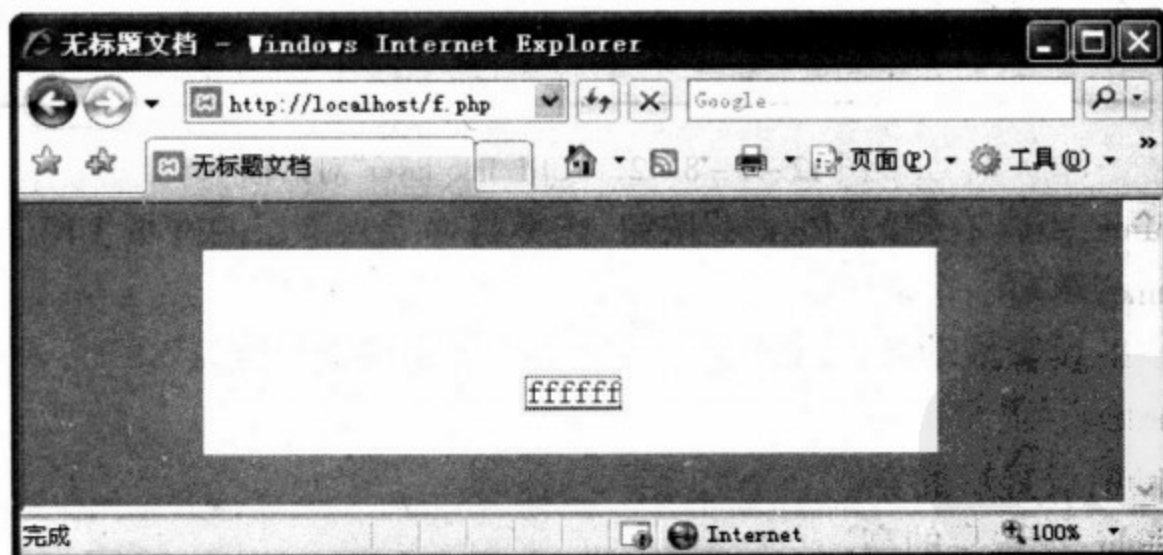 无标题文档 - Windows Internet Explorer
http://localhost/f.php
Google
无标题文档
页面(P)
工具(O)
»
ffffff
完成
Internet
100%